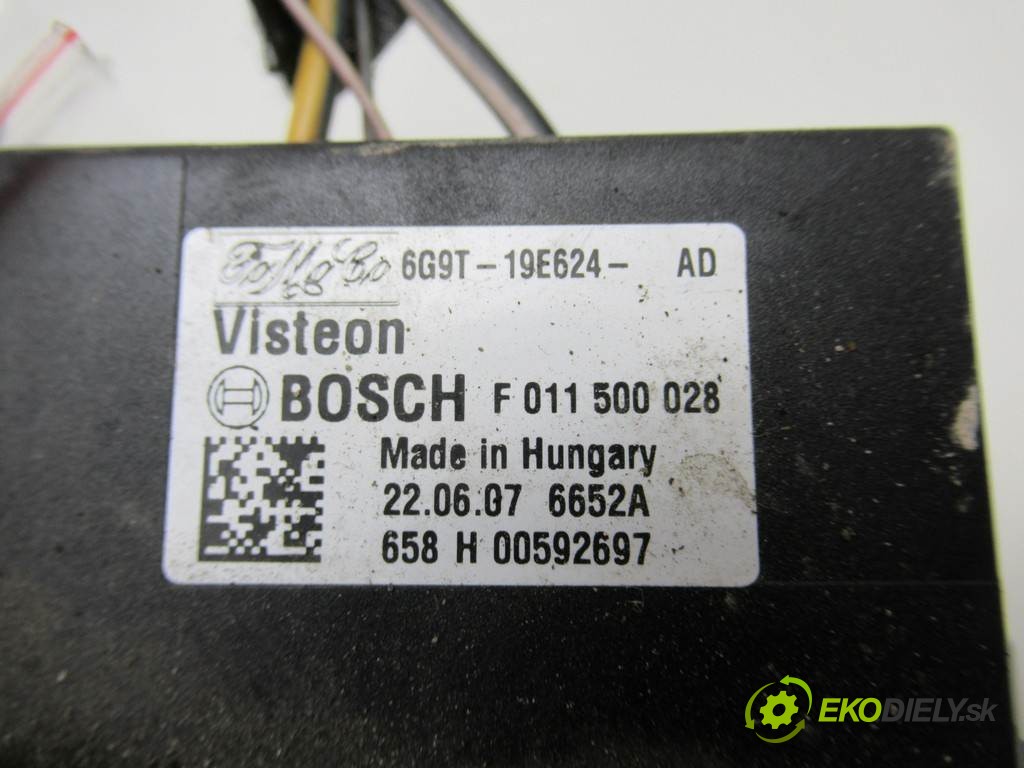 FoMoCo 6G9T-19E624- AD
Visteon
BOSCH F 011 500 028
Made in Hungary
22.06.07 6652A
658 H 00592697
EKODIELY.sk